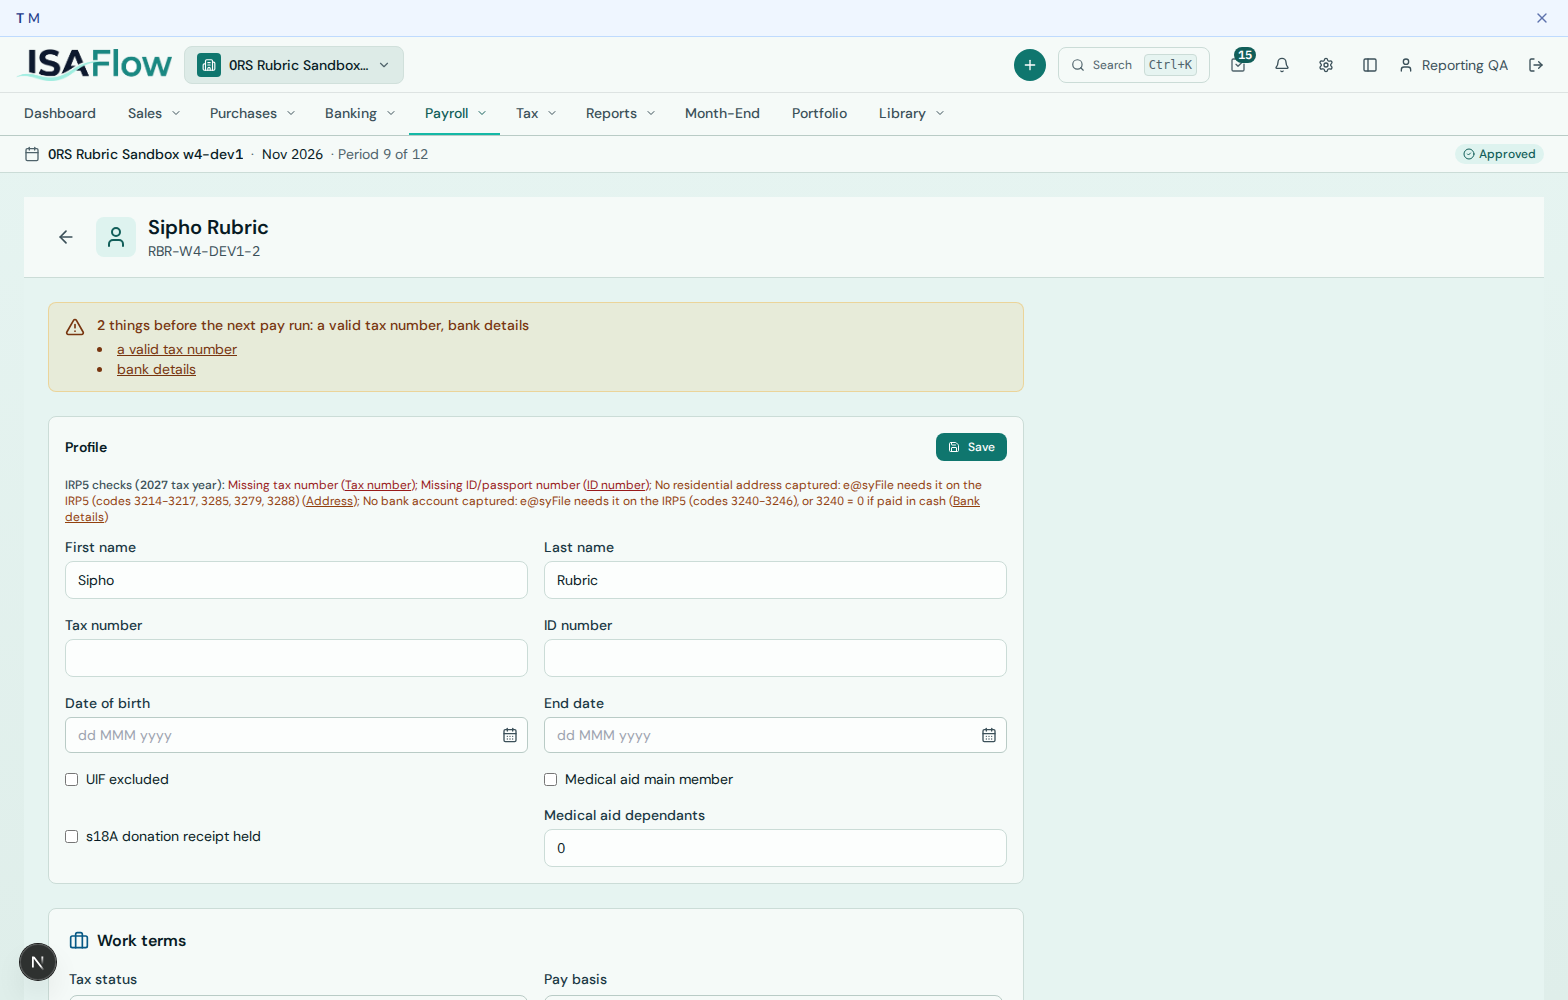 T M
ISAFlow
0RS Rubric Sandbox…
Search Ctrl+K
15
Reporting QA
Dashboard Sales Purchases Banking Payroll Tax Reports Month-End Portfolio Library
0RS Rubric Sandbox w4-dev1 · Nov 2026 · Period 9 of 12
Approved
Sipho Rubric
RBR-W4-DEV1-2
2 things before the next pay run: a valid tax number, bank details
• a valid tax number
• bank details
Profile
Save
IRP5 checks (2027 tax year): Missing tax number (Tax number); Missing ID/passport number (ID number); No residential address captured: e@syFile needs it on the
IRP5 (codes 3214-3217, 3285, 3279, 3288) (Address); No bank account captured: e@syFile needs it on the IRP5 (codes 3240-3246), or 3240 = 0 if paid in cash (Bank
details)
First name Last name
Sipho Rubric
Tax number ID number
Date of birth End date
dd MMM yyyy dd MMM yyyy
UIF excluded Medical aid main member
Medical aid dependants
s18A donation receipt held
0
Work terms
N
Tax status Pay basis